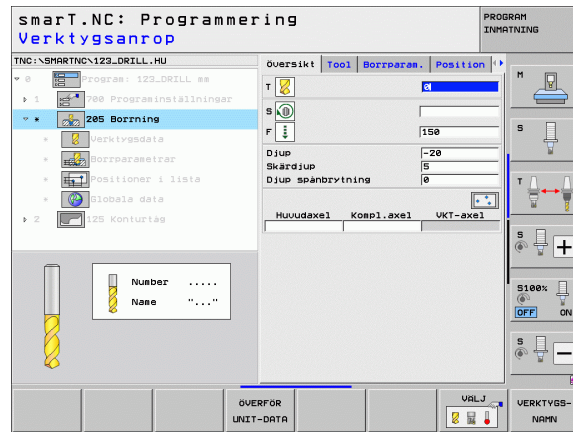 smarT.NC: Programmering
Verktygsanrop
PROGRAM
INMATNING
TNC:\SMARTNC\123_DRILL.HU
0 Program: 123_DRILL mm
1 700 Programinställningar
* 205 Borrning
* Verktygsdata
* Borrparametrar
* Positioner i lista
* Globala data
2 125 Konturtåg
Översikt Tool Borrparam. Position
T 0
S
F 150
Djup -20
Skärdjup 5
Djup spånbrytning 0
Huvudaxel Kompl.axel VKT-axel
Number .....
Name "..."
M
S
T
S
S100%
OFF ON
S
ÖVERFÖR
UNIT-DATA
VÄLJ
VERKTYGS-
NAMN